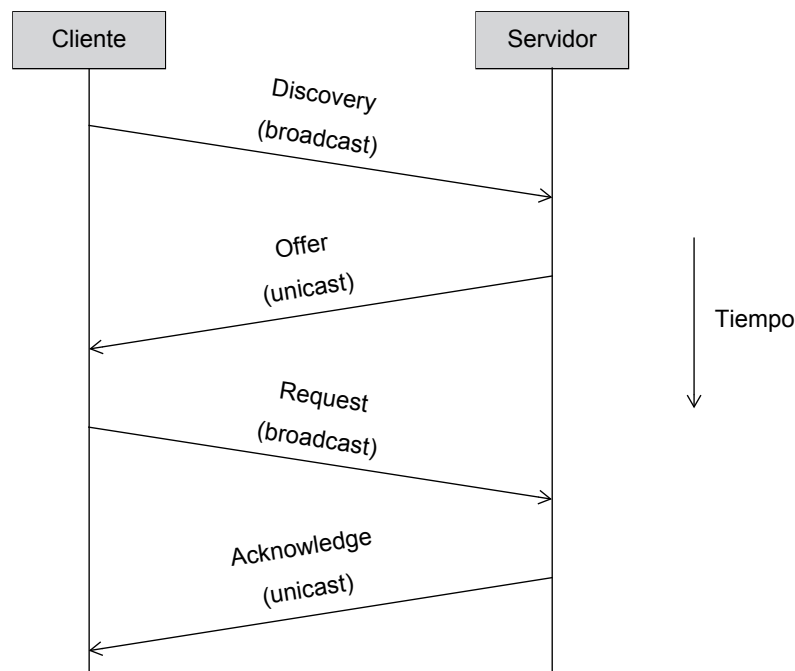 Cliente
Servidor
Discovery
(broadcast)
Offer
(unicast)
Tiempo
Request
(broadcast)
Acknowledge
(unicast)